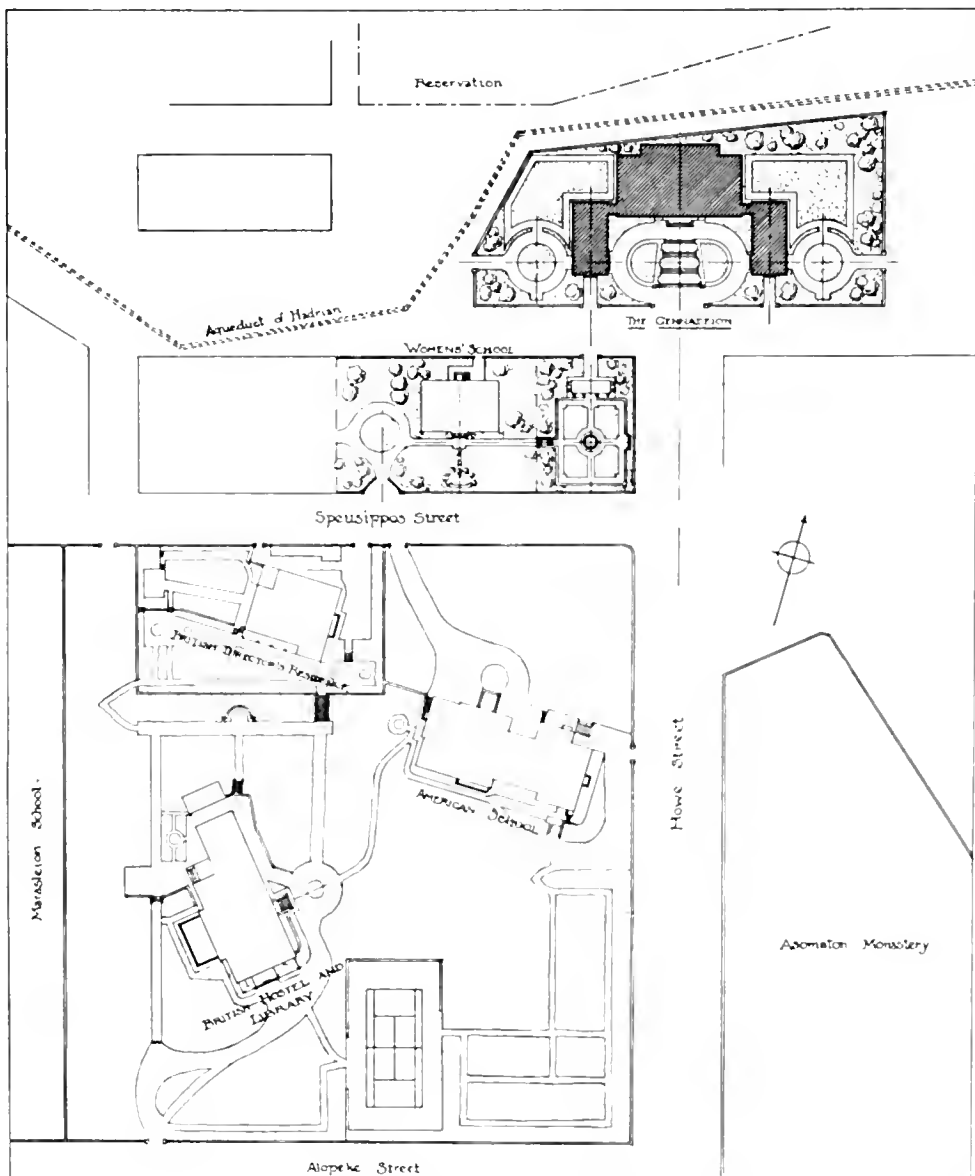 Reservation
Aqueduct of Hadrian
THE GENNAEION
WOMENS' SCHOOL
Speusippos Street
BRITISH DIRECTOR'S RESIDENCE
AMERICAN SCHOOL
Howe Street
Marasleion School.
Asomaton Monastery
BRITISH HOSTEL AND
LIBRARY
Alopeke Street